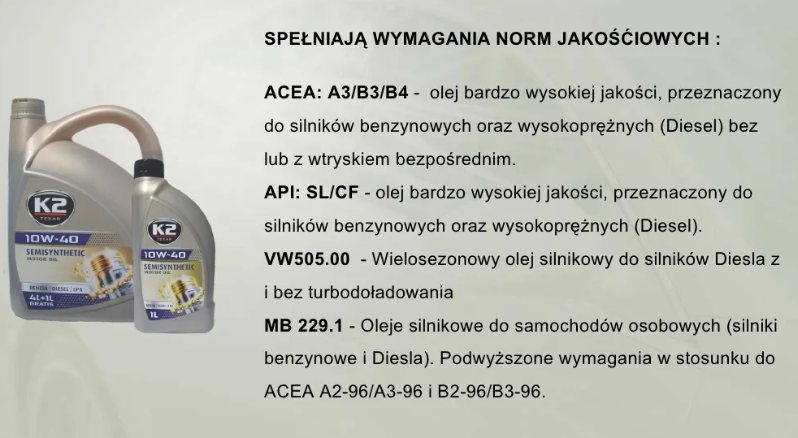 SPEŁNIAJĄ WYMAGANIA NORM JAKOŚĆIOWYCH :
ACEA: A3/B3/B4 - olej bardzo wysokiej jakości, przeznaczony
do silników benzynowych oraz wysokoprężnych (Diesel) bez
lub z wtryskiem bezpośrednim.
API: SL/CF - olej bardzo wysokiej jakości, przeznaczony do
silników benzynowych oraz wysokoprężnych (Diesel).
VW505.00 - Wielosezonowy olej silnikowy do silników Diesla z
i bez turbodoładowania
MB 229.1 - Oleje silnikowe do samochodów osobowych (silniki
benzynowe i Diesla). Podwyższone wymagania w stosunku do
ACEA A2-96/A3-96 i B2-96/B3-96.
K2
TEXAR
10W-40
SEMISYNTHETIC
MOTOR OIL
BENZIN | DIESEL | LPG
4L+1L
GRATIS
K2
TEXAR
10W-40
SEMISYNTHETIC
MOTOR OIL
1L